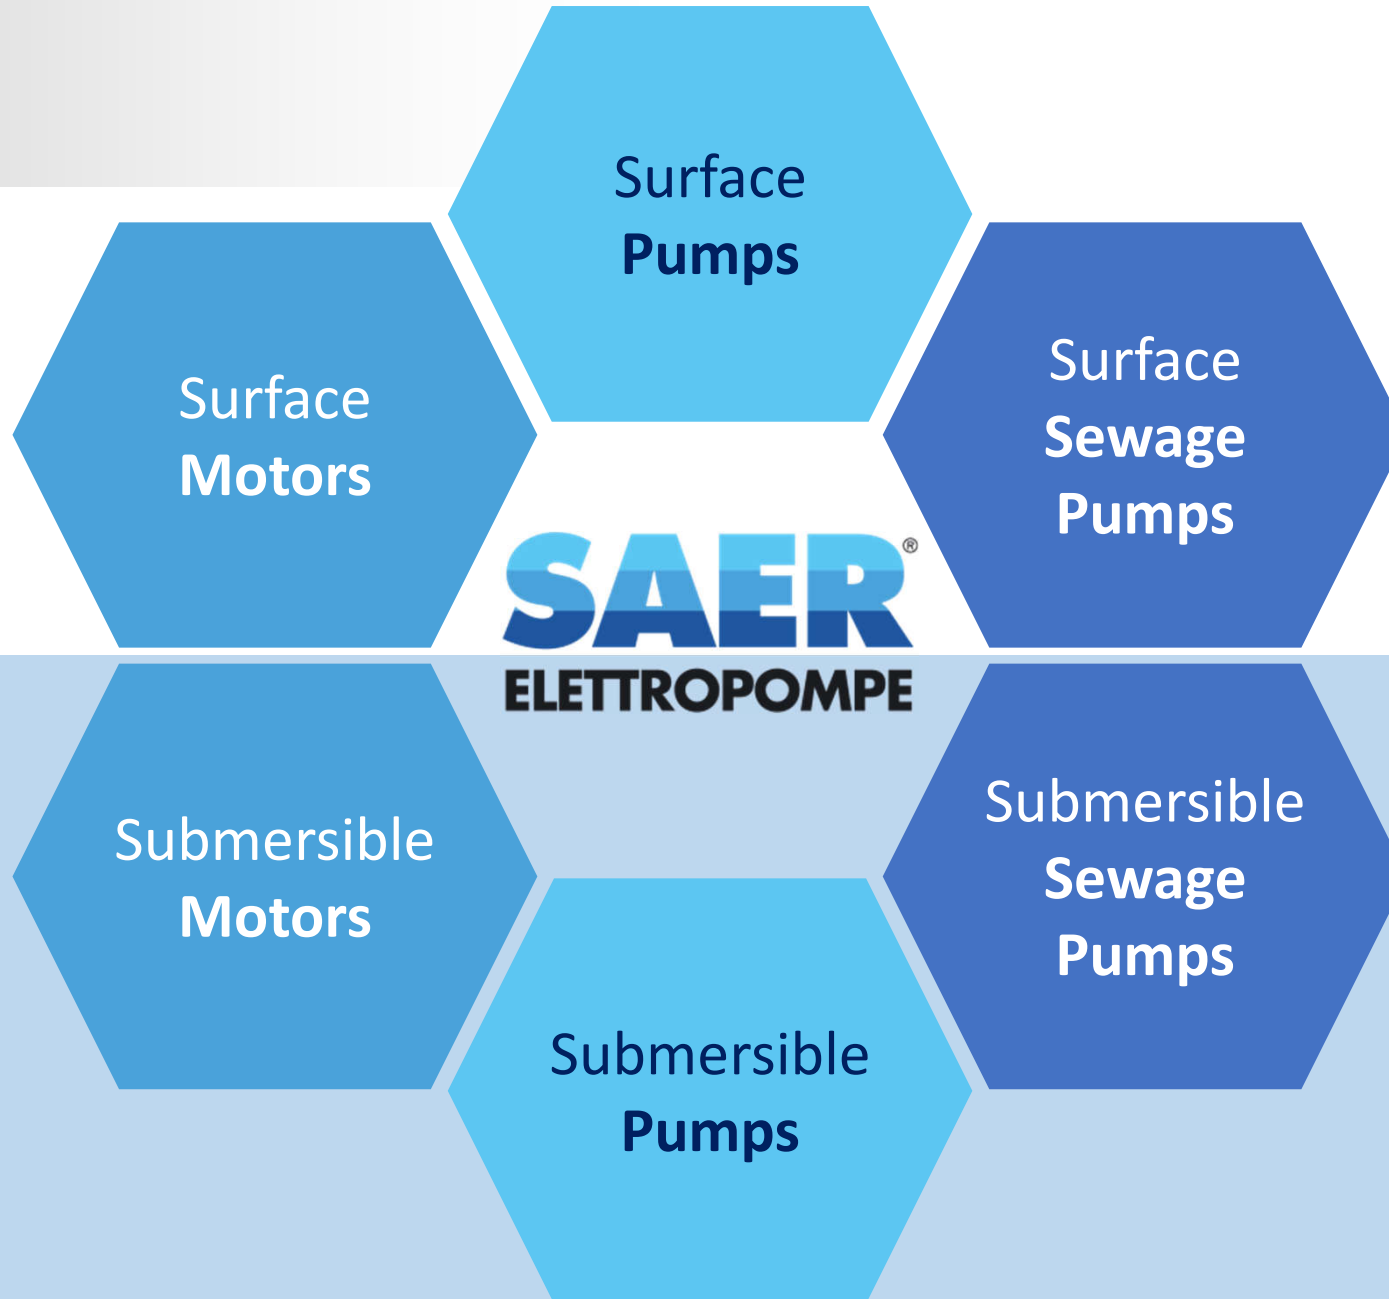 Surface
Pumps
Surface
Motors
Surface
Sewage
Pumps
SAER®
ELETTROPOMPE
Submersible
Motors
Submersible
Sewage
Pumps
Submersible
Pumps